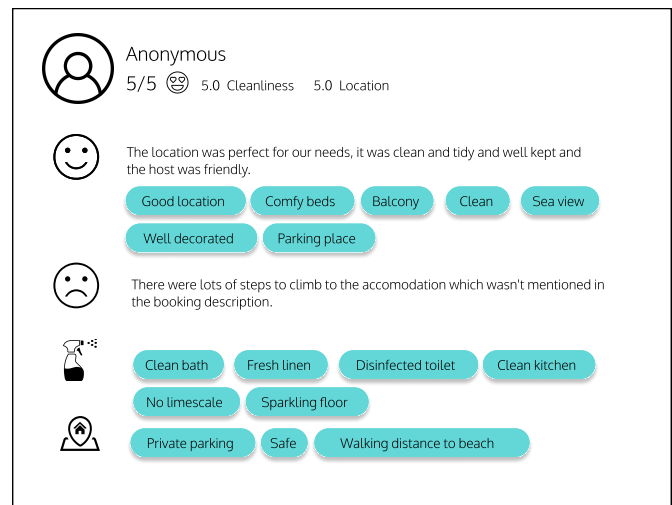 Anonymous
5/5 5.0 Cleanliness 5.0 Location
The location was perfect for our needs, it was clean and tidy and well kept and
the host was friendly.
Good location Comfy beds Balcony Clean Sea view
Well decorated Parking place
There were lots of steps to climb to the accomodation which wasn't mentioned in
the booking description.
Clean bath Fresh linen Disinfected toilet Clean kitchen
No limescale Sparkling floor
Private parking Safe Walking distance to beach